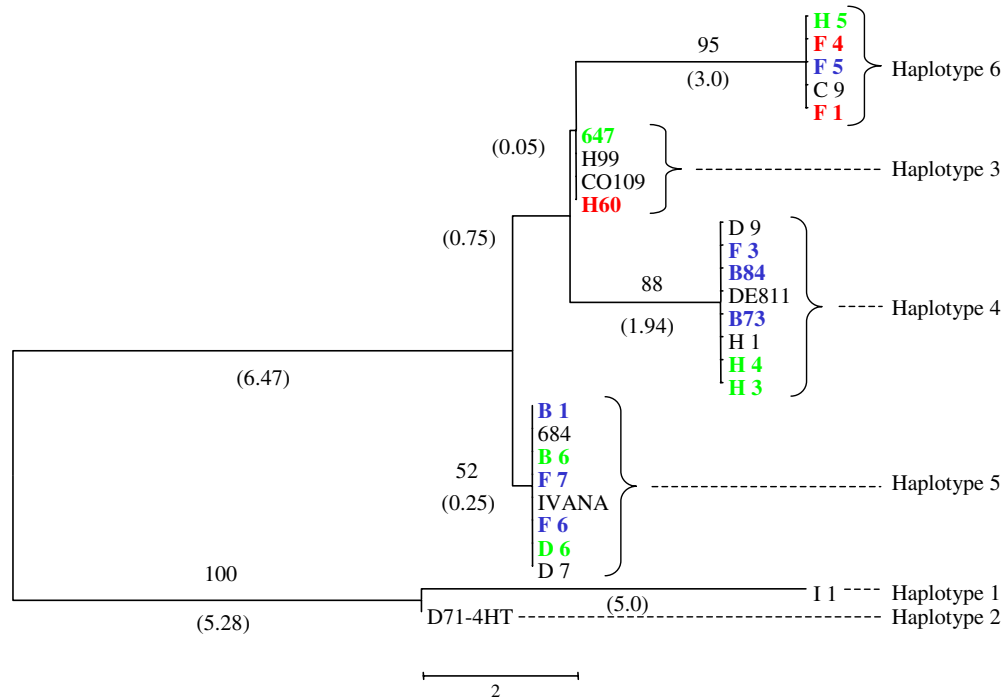 H 5
F 4
F 5
C 9
F 1
Haplotype 6
95
(3.0)
(0.05)
647
H99
CO109
H60
Haplotype 3
(0.75)
D 9
F 3
B84
DE811
B73
H 1
H 4
H 3
Haplotype 4
88
(1.94)
(6.47)
B 1
684
B 6
F 7
IVANA
F 6
D 6
D 7
Haplotype 5
52
(0.25)
100
(5.28)
I 1
Haplotype 1
(5.0)
D71-4HT
Haplotype 2
2